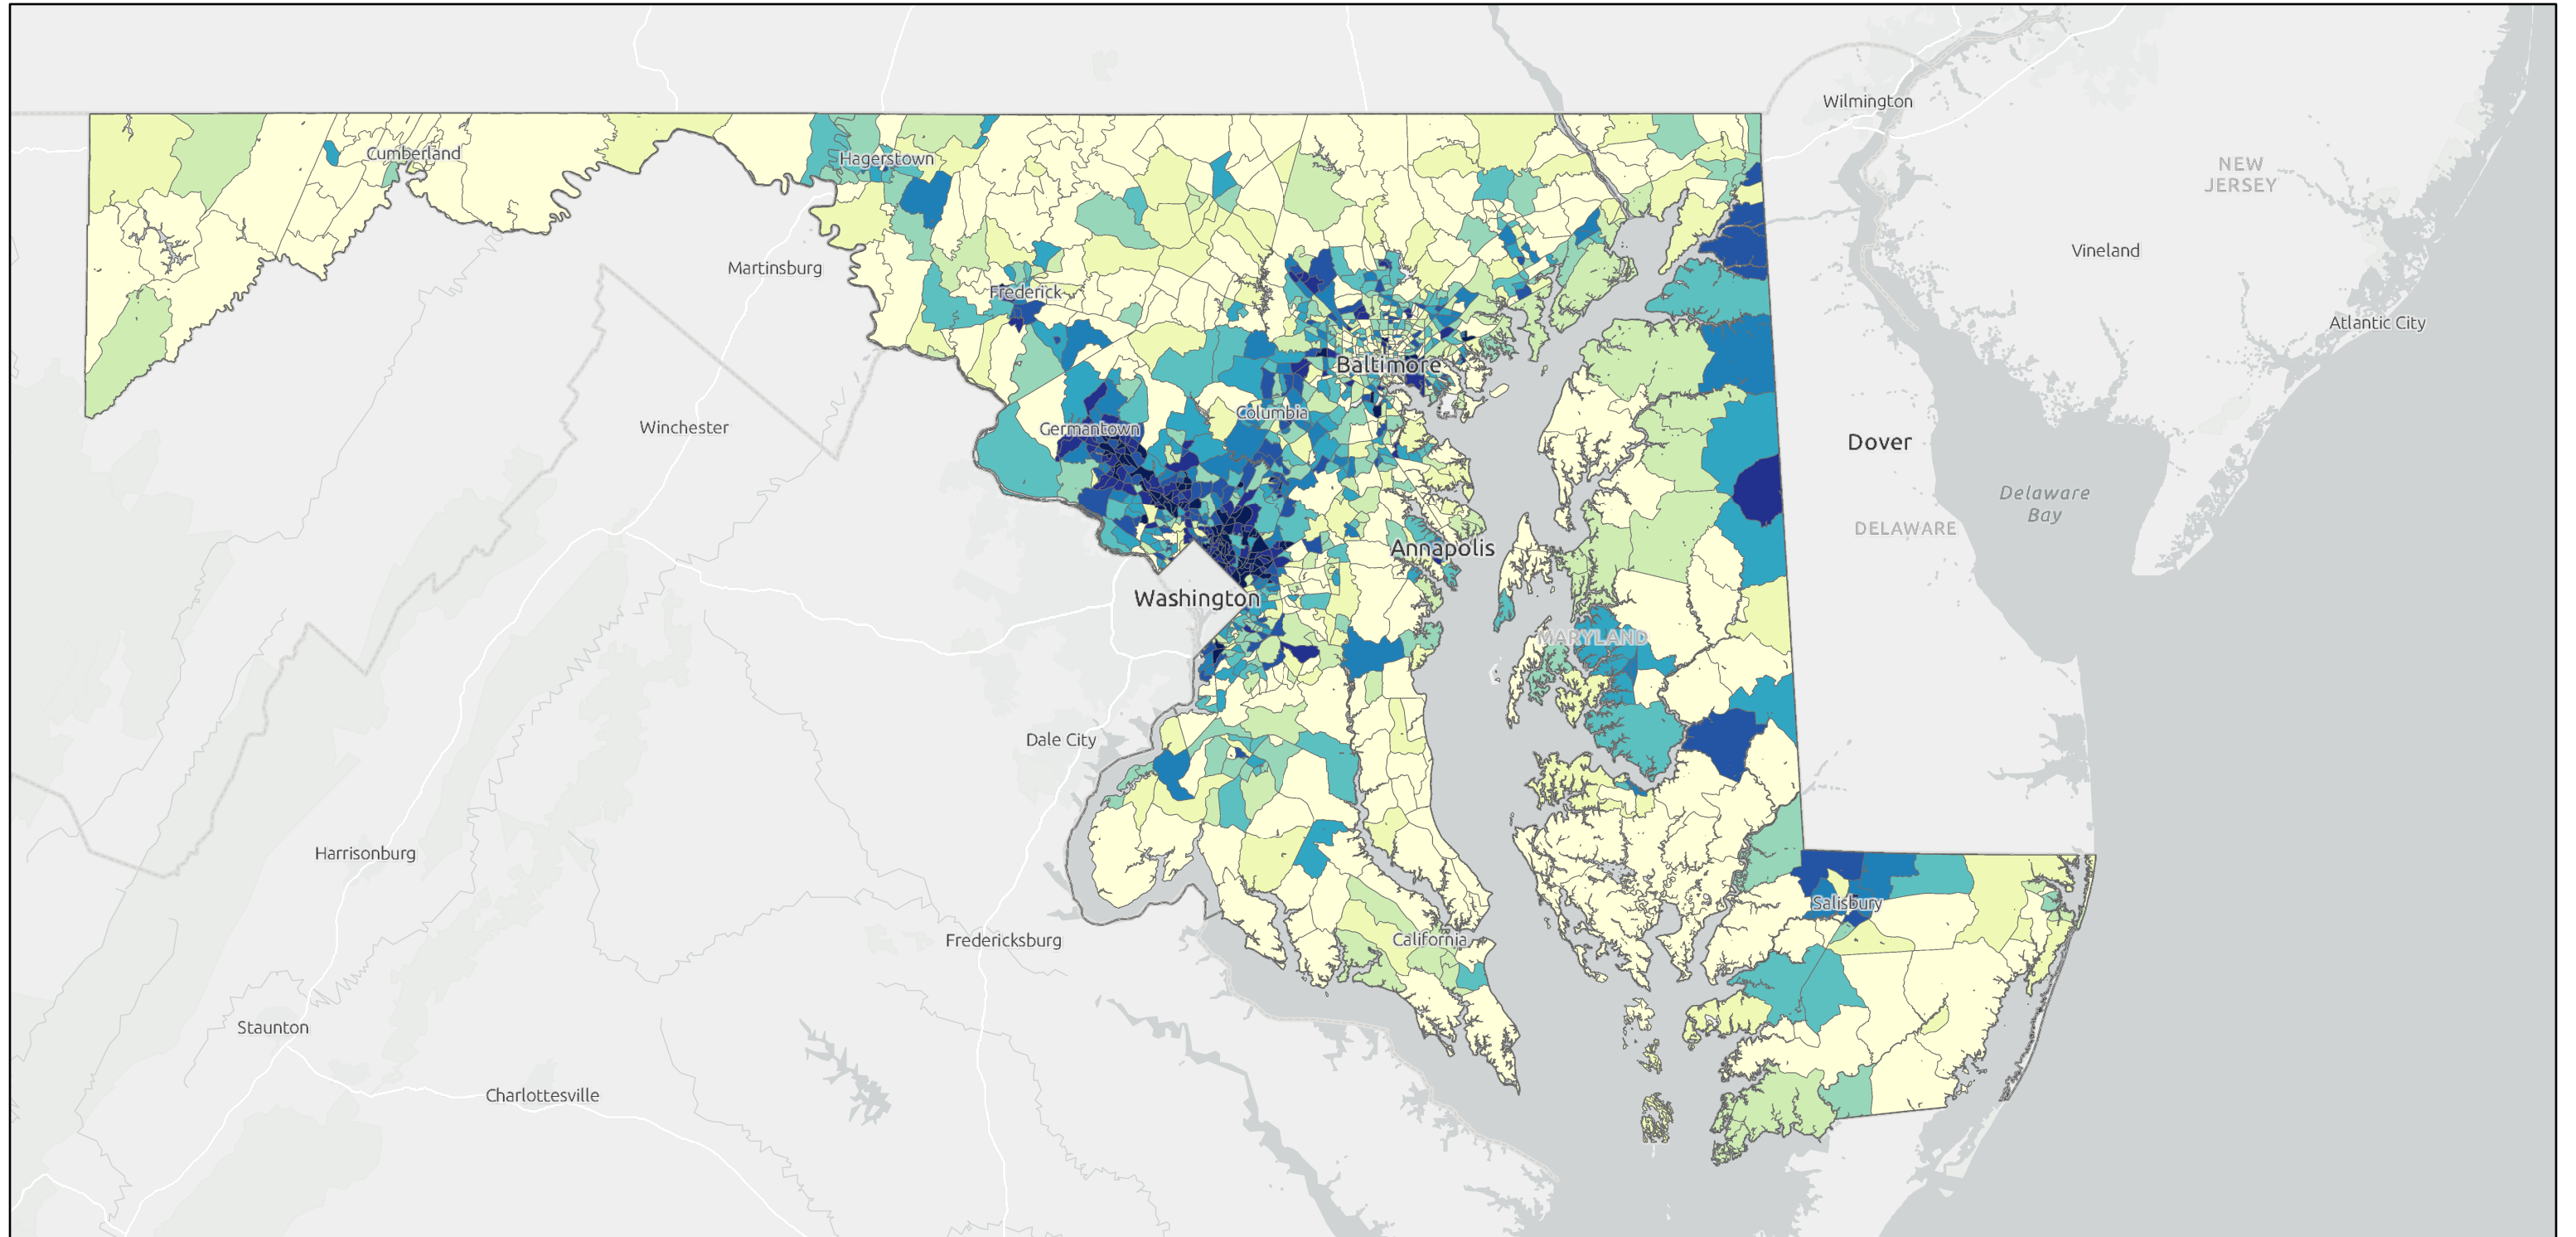 Wilmington
Cumberland
Hagerstown
NEW
JERSEY
Martinsburg
Vineland
Frederick
Atlantic City
Baltimore
Columbia
Winchester
Germantown
Dover
Delaware
Bay
DELAWARE
Annapolis
Washington
MARYLAND
Dale City
Harrisonburg
Salisbury
Fredericksburg
California
Staunton
Charlottesville